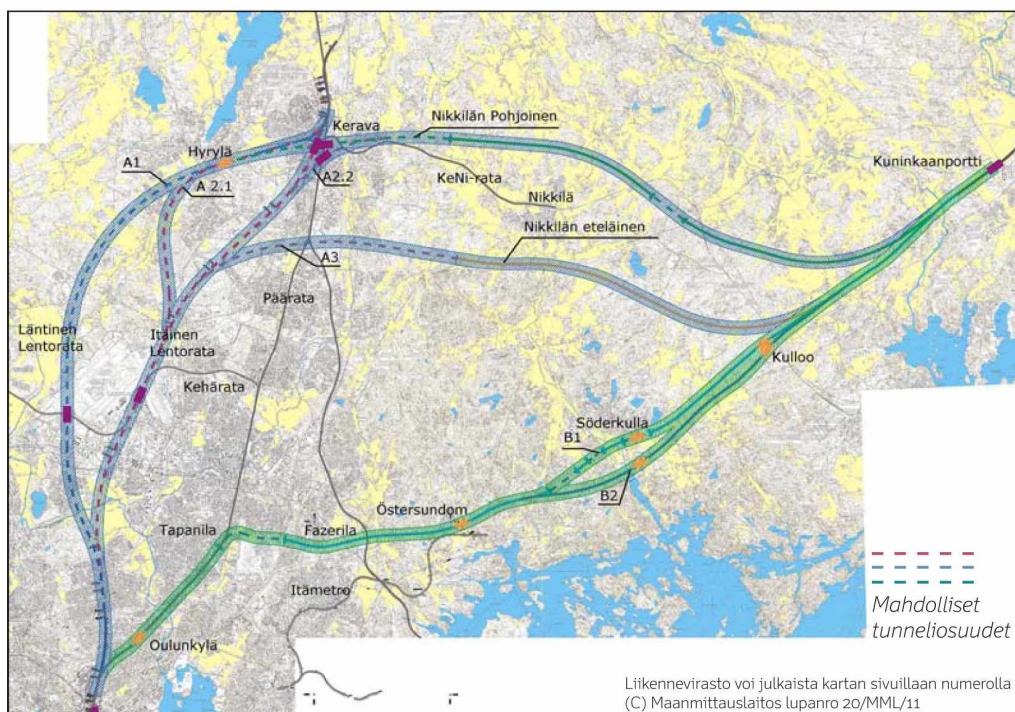 Nikkilän Pohjoinen
Kerava
Hyrylä
Kuninkaanportti
A1
A 2.1
A2.2
KeNi-rata
Nikkilä
Nikkilän eteläinen
A3
Päärata
Läntinen
Lentorata
Itäinen
Lentorata
Kehärata
Kulloo
Söderkulla
B1
B2
Östersundom
Tapanila
Fazerila
Itämetro
Oulunkylä
Mahdolliset
tunneliosuudet
Liikennevirasto voi julkaista kartan sivuillaan numerolla
(C) Maanmittauslaitos lupanro 20/MML/11